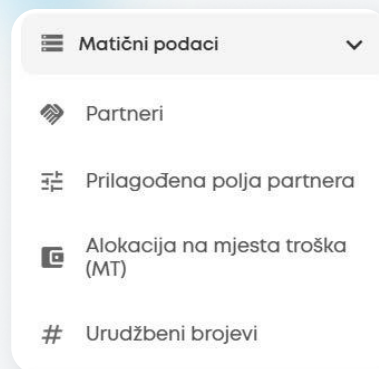 Matični podaci
Partneri
Prilagođena polja partnera
Alokacija na mjesta troška
(MT)
# Urudžbeni brojevi